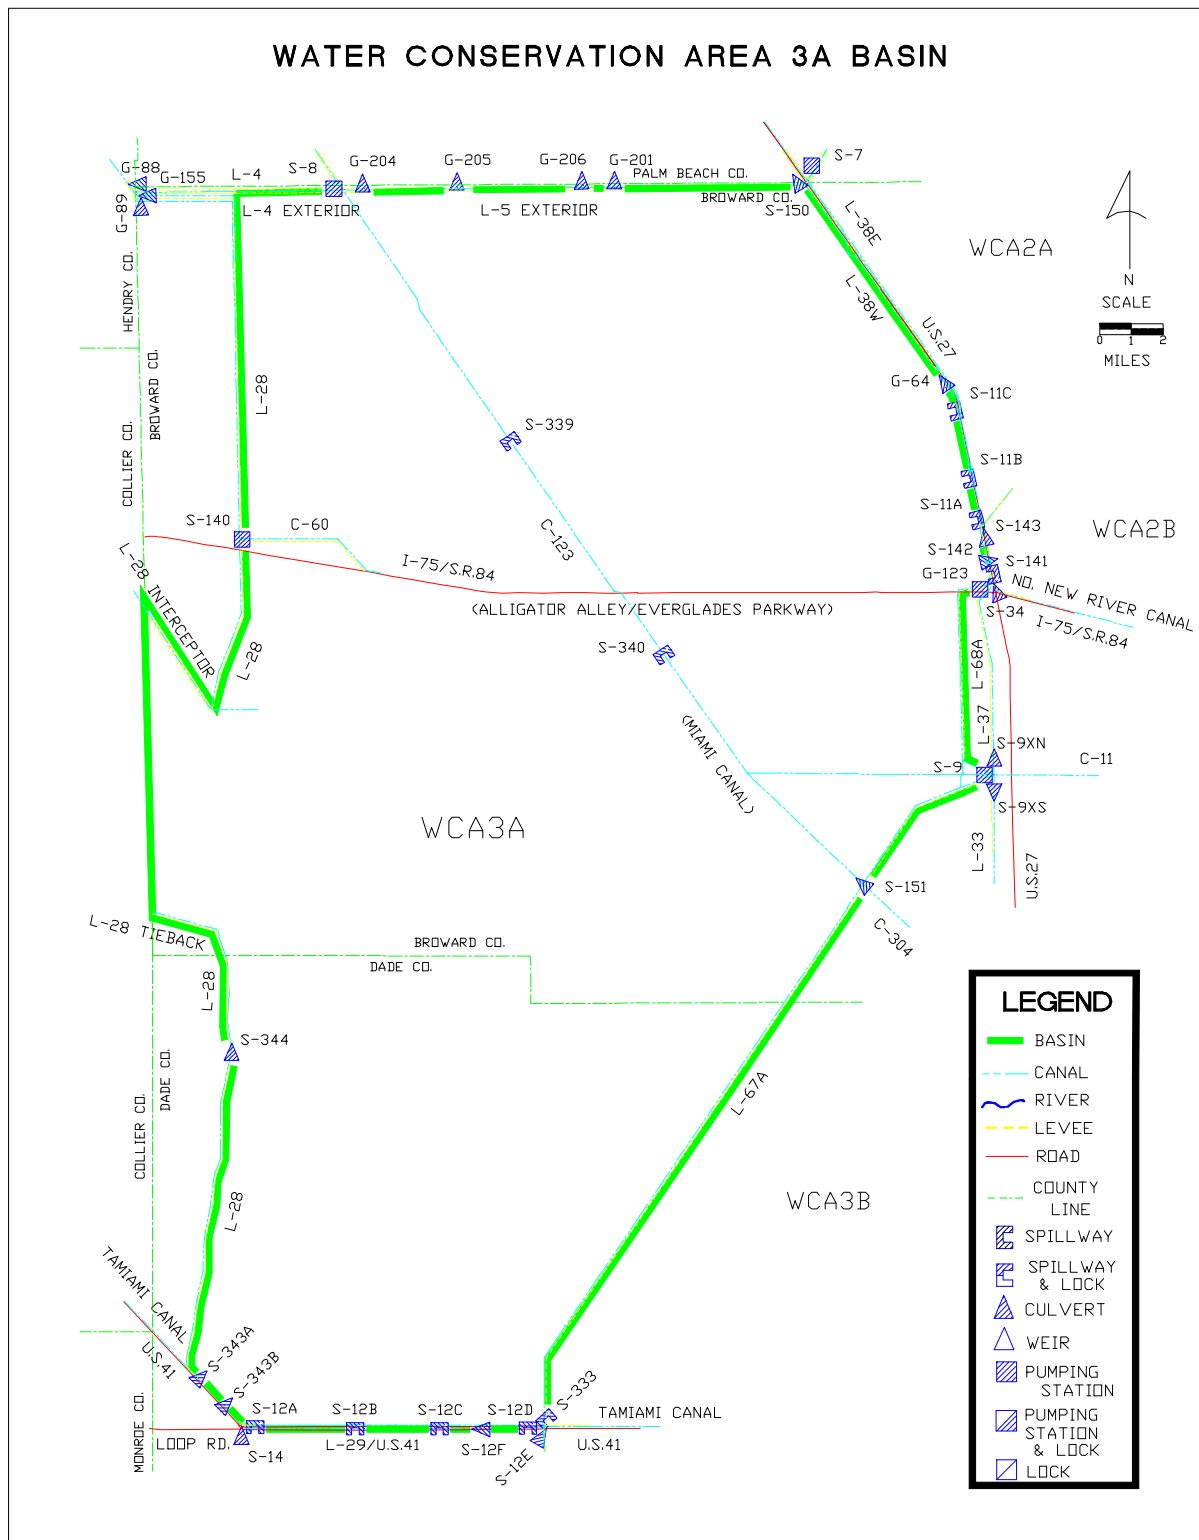 WATER CONSERVATION AREA 3A BASIN
G-88
G-155
L-4
S-8
G-204
G-205
G-206
G-201
S-7
PALM BEACH CO.
BROWARD CO.
G-89
L-4 EXTERIOR
L-5 EXTERIOR
S-150
L-38E
L-38W
WCA2A
N
SCALE
0 1 2
MILES
HENDRY CO.
BROWARD CO.
COLLIER CO.
L-28
U.S.27
G-64
S-11C
S-339
S-11B
S-11A
S-143
WCA2B
S-140
C-60
C-123
S-142
S-141
G-123
I-75/S.R.84
(ALLIGATOR ALLEY/EVERGLADES PARKWAY)
NO. NEW RIVER CANAL
S-34
I-75/S.R.84
L-28 INTERCEPTOR
L-28
S-340
L-68A
L-37
(MIAMI CANAL)
S-9XN
S-9
C-11
S-9XS
WCA3A
L-33
U.S.27
S-151
C-304
L-28 TIEBACK
BROWARD CO.
DADE CO.
L-28
S-344
DADE CO.
COLLIER CO.
L-67A
L-28
WCA3B
TAMIAMI CANAL
U.S.41
S-343A
S-343B
MONROE CO.
LOOP RD.
S-12A
S-14
S-12B
L-29/U.S.41
S-12C
S-12F
S-12D
S-12E
S-333
TAMIAMI CANAL
U.S.41
LEGEND
BASIN
CANAL
RIVER
LEVEE
ROAD
COUNTY
LINE
SPILLWAY
SPILLWAY
& LOCK
CULVERT
WEIR
PUMPING
STATION
PUMPING
STATION
& LOCK
LOCK